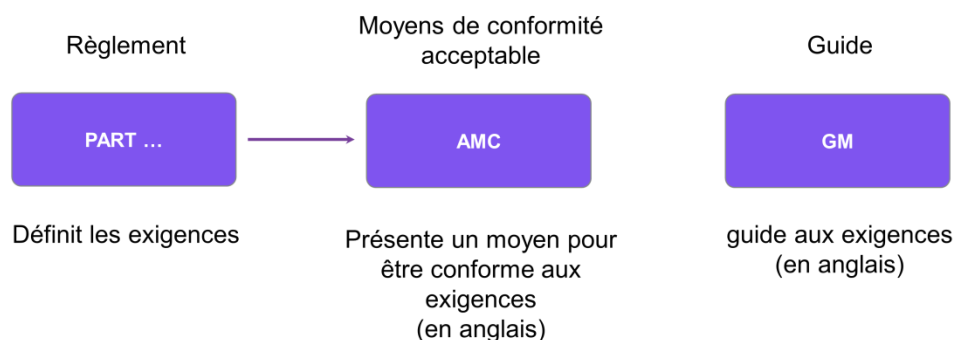 Règlement
Moyens de conformité
acceptable
Guide
PART ...
AMC
GM
Définit les exigences
Présente un moyen pour
être conforme aux
exigences
(en anglais)
guide aux exigences
(en anglais)